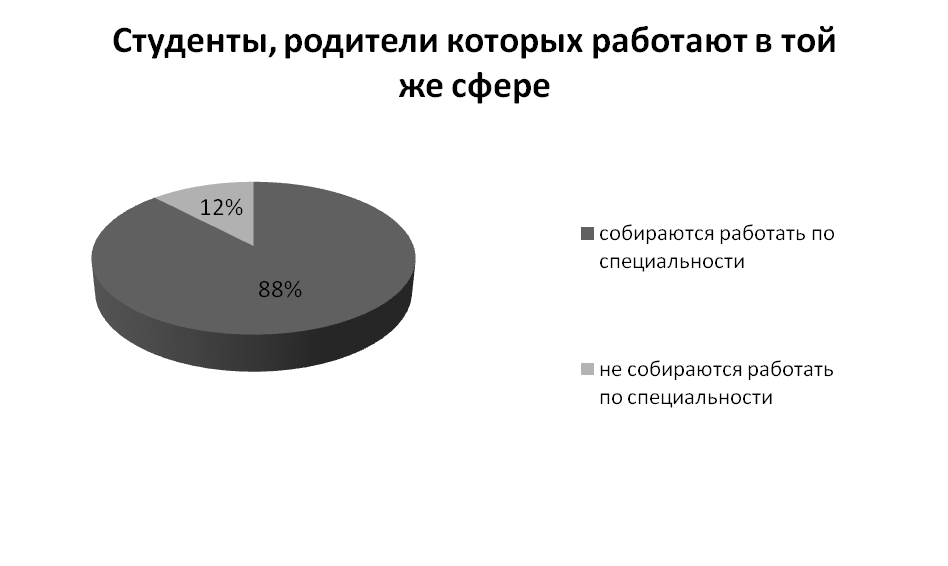 Студенты, родители которых работают в той
же сфере
12%
88%
собираются работать по
специальности
не собираются работать
по специальности